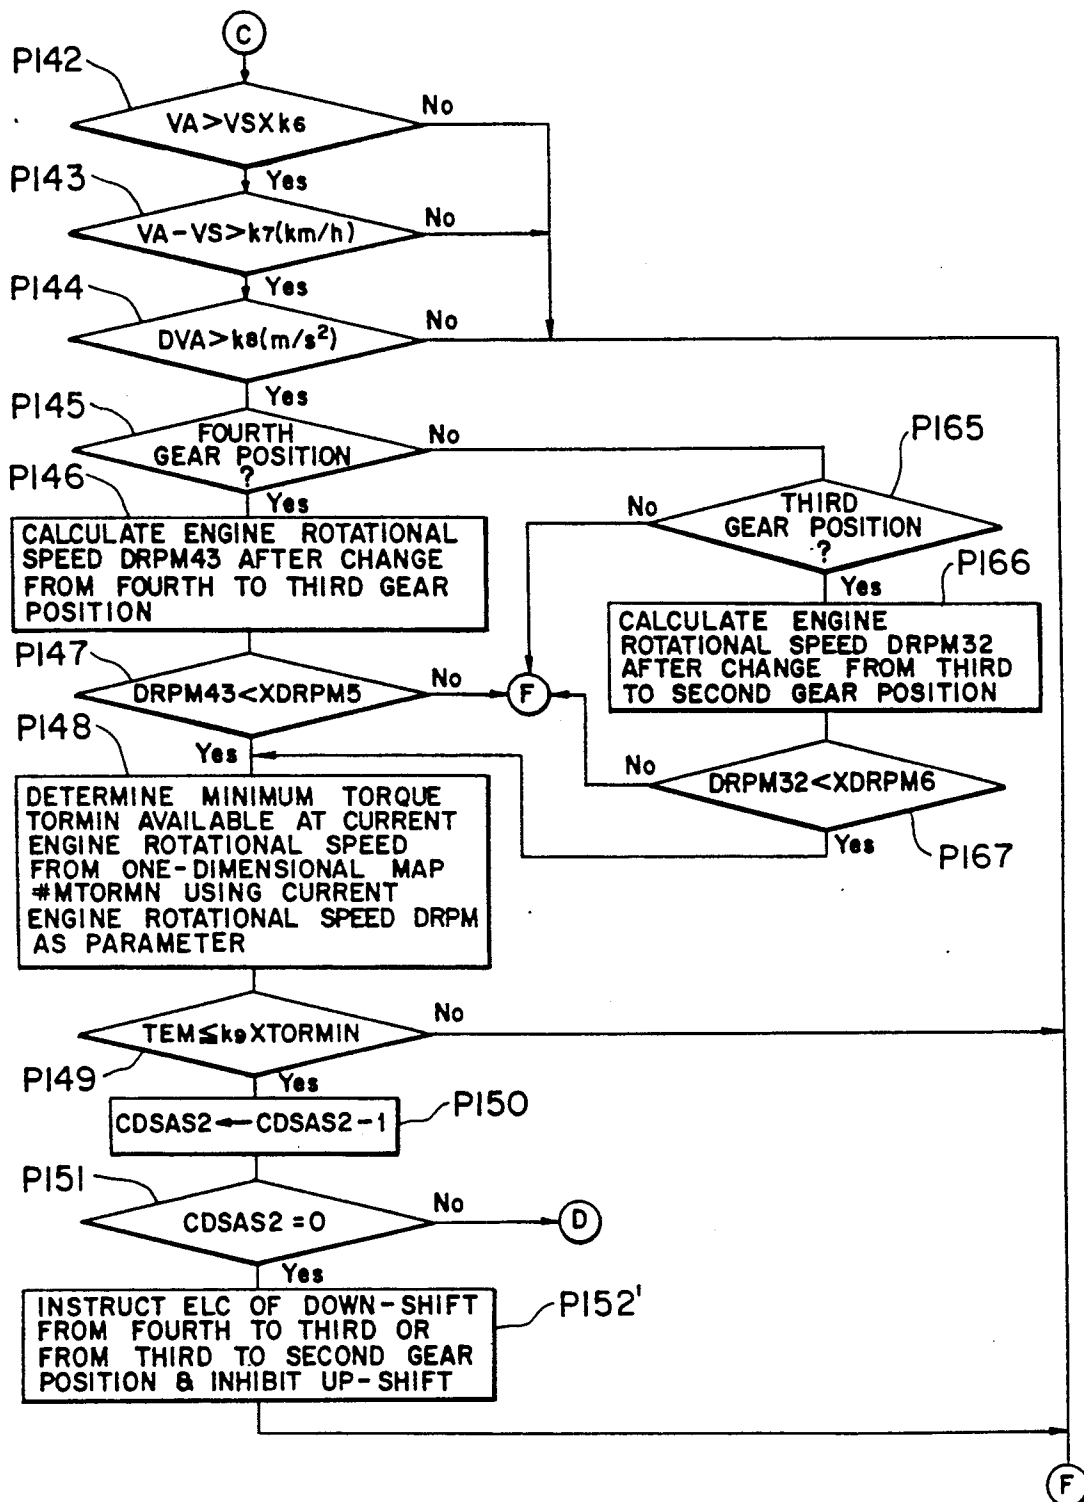 C
P142
VA>VSXk6
No
Yes
P143
VA-VS>k7(km/h)
No
Yes
P144
DVA>k8(m/s²)
No
Yes
P145
FOURTH
GEAR POSITION
?
No
Yes
P165
THIRD
GEAR POSITION
?
No
Yes
P146
CALCULATE ENGINE ROTATIONAL
SPEED DRPM43 AFTER CHANGE
FROM FOURTH TO THIRD GEAR
POSITION
P166
CALCULATE ENGINE
ROTATIONAL SPEED DRPM32
AFTER CHANGE FROM THIRD
TO SECOND GEAR POSITION
P147
DRPM43<XDRPM5
No
F
Yes
DRPM32<XDRPM6
No
Yes
P167
P148
DETERMINE MINIMUM TORQUE
TORMIN AVAILABLE AT CURRENT
ENGINE ROTATIONAL SPEED
FROM ONE-DIMENSIONAL MAP
#MTORMN USING CURRENT
ENGINE ROTATIONAL SPEED DRPM
AS PARAMETER
TEM≦k9XTORMIN
No
P149
Yes
CDSAS2←CDSAS2-1
P150
P151
CDSAS2=0
No
D
Yes
INSTRUCT ELC OF DOWN-SHIFT
FROM FOURTH TO THIRD OR
FROM THIRD TO SECOND GEAR
POSITION & INHIBIT UP-SHIFT
P152'
F